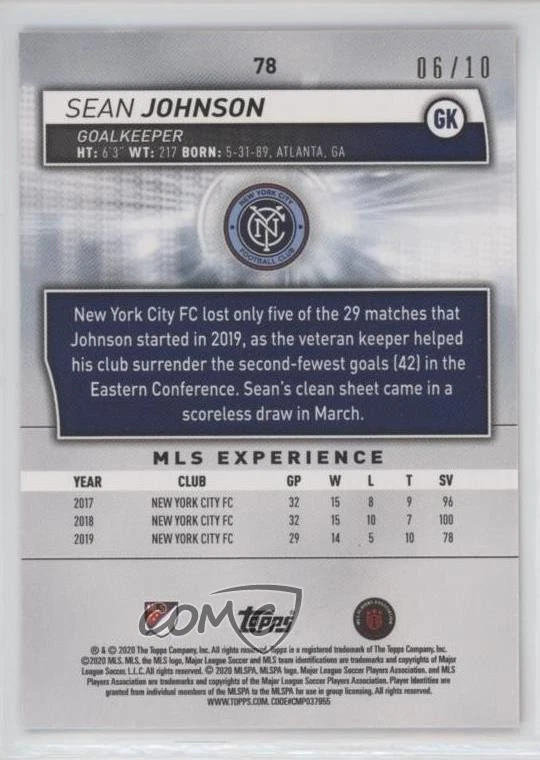 78
06/10
SEAN JOHNSON
GK
GOALKEEPER
HT: 6'3" WT: 217 BORN: 5-31-89, ATLANTA, GA
NEW YORK CITY
NYC
FOOTBALL CLUB
New York City FC lost only five of the 29 matches that
Johnson started in 2019, as the veteran keeper helped
his club surrender the second-fewest goals (42) in the
Eastern Conference. Sean's clean sheet came in a
scoreless draw in March.
MLS EXPERIENCE
YEAR CLUB GP W L T SV
2017 NEW YORK CITY FC 32 15 8 9 96
2018 NEW YORK CITY FC 32 15 10 7 100
2019 NEW YORK CITY FC 29 14 5 10 78
COMC
Topps
® & © 2020 The Topps Company, Inc. All rights reserved. Topps is a registered trademark of The Topps Company, Inc.
©2020 MLS. MLS, the MLS logo, Major League Soccer and MLS team identifications are trademarks and copyrights of Major
League Soccer, L.L.C. All rights reserved. © 2020 MLSPA, MLSPA logo, Major League Soccer Players Association, and MLS
Players Association are trademarks and copyrights of Major League Soccer Players Association. Player Identities are
granted from individual members of the MLSPA to the MLSPA for use in group licensing. All rights reserved.
WWW.TOPPS.COM. CODE#CMP037955